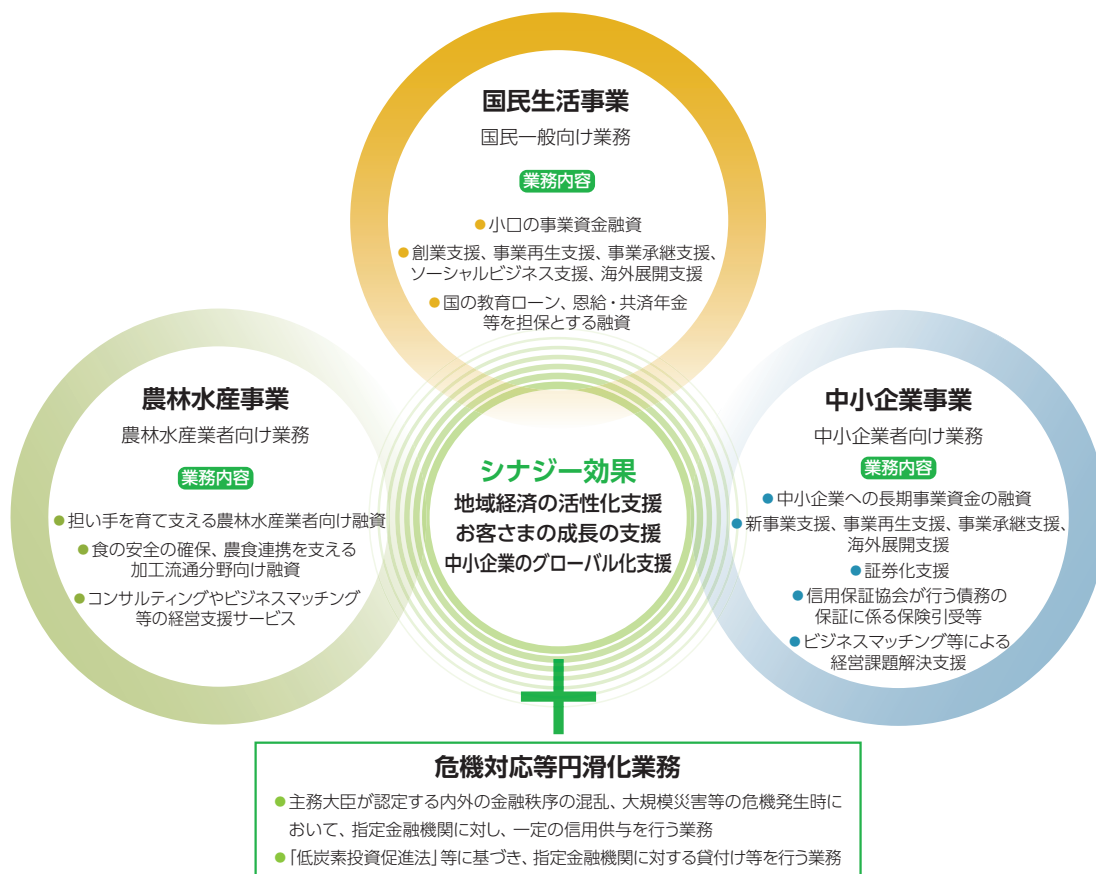 国民生活事業
国民一般向け業務
業務内容
●小口の事業資金融資
●創業支援、事業再生支援、事業承継支援、
ソーシャルビジネス支援、海外展開支援
●国の教育ローン、恩給・共済年金
等を担保とする融資
農林水産事業
農林水産業者向け業務
業務内容
●担い手を育て支える農林水産業者向け融資
●食の安全の確保、農食連携を支える
加工流通分野向け融資
●コンサルティングやビジネスマッチング
等の経営支援サービス
シナジー効果
地域経済の活性化支援
お客さまの成長の支援
中小企業のグローバル化支援
中小企業事業
中小企業者向け業務
業務内容
●中小企業への長期事業資金の融資
●新事業支援、事業再生支援、事業承継支援、
海外展開支援
●証券化支援
●信用保証協会が行う債務の
保証に係る保険引受等
●ビジネスマッチング等による
経営課題解決支援
危機対応等円滑化業務
●主務大臣が認定する内外の金融秩序の混乱、大規模災害等の危機発生時に
おいて、指定金融機関に対し、一定の信用供与を行う業務
●「低炭素投資促進法」等に基づき、指定金融機関に対する貸付け等を行う業務